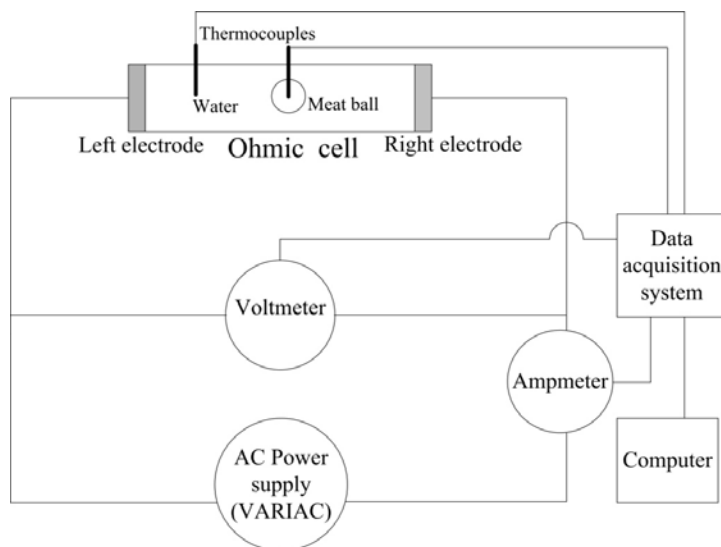 Thermocouples
Water
Meat ball
Left electrode
Ohmic cell
Right electrode
Data
acquisition
system
Voltmeter
Ampmeter
AC Power
supply
(VARIAC)
Computer